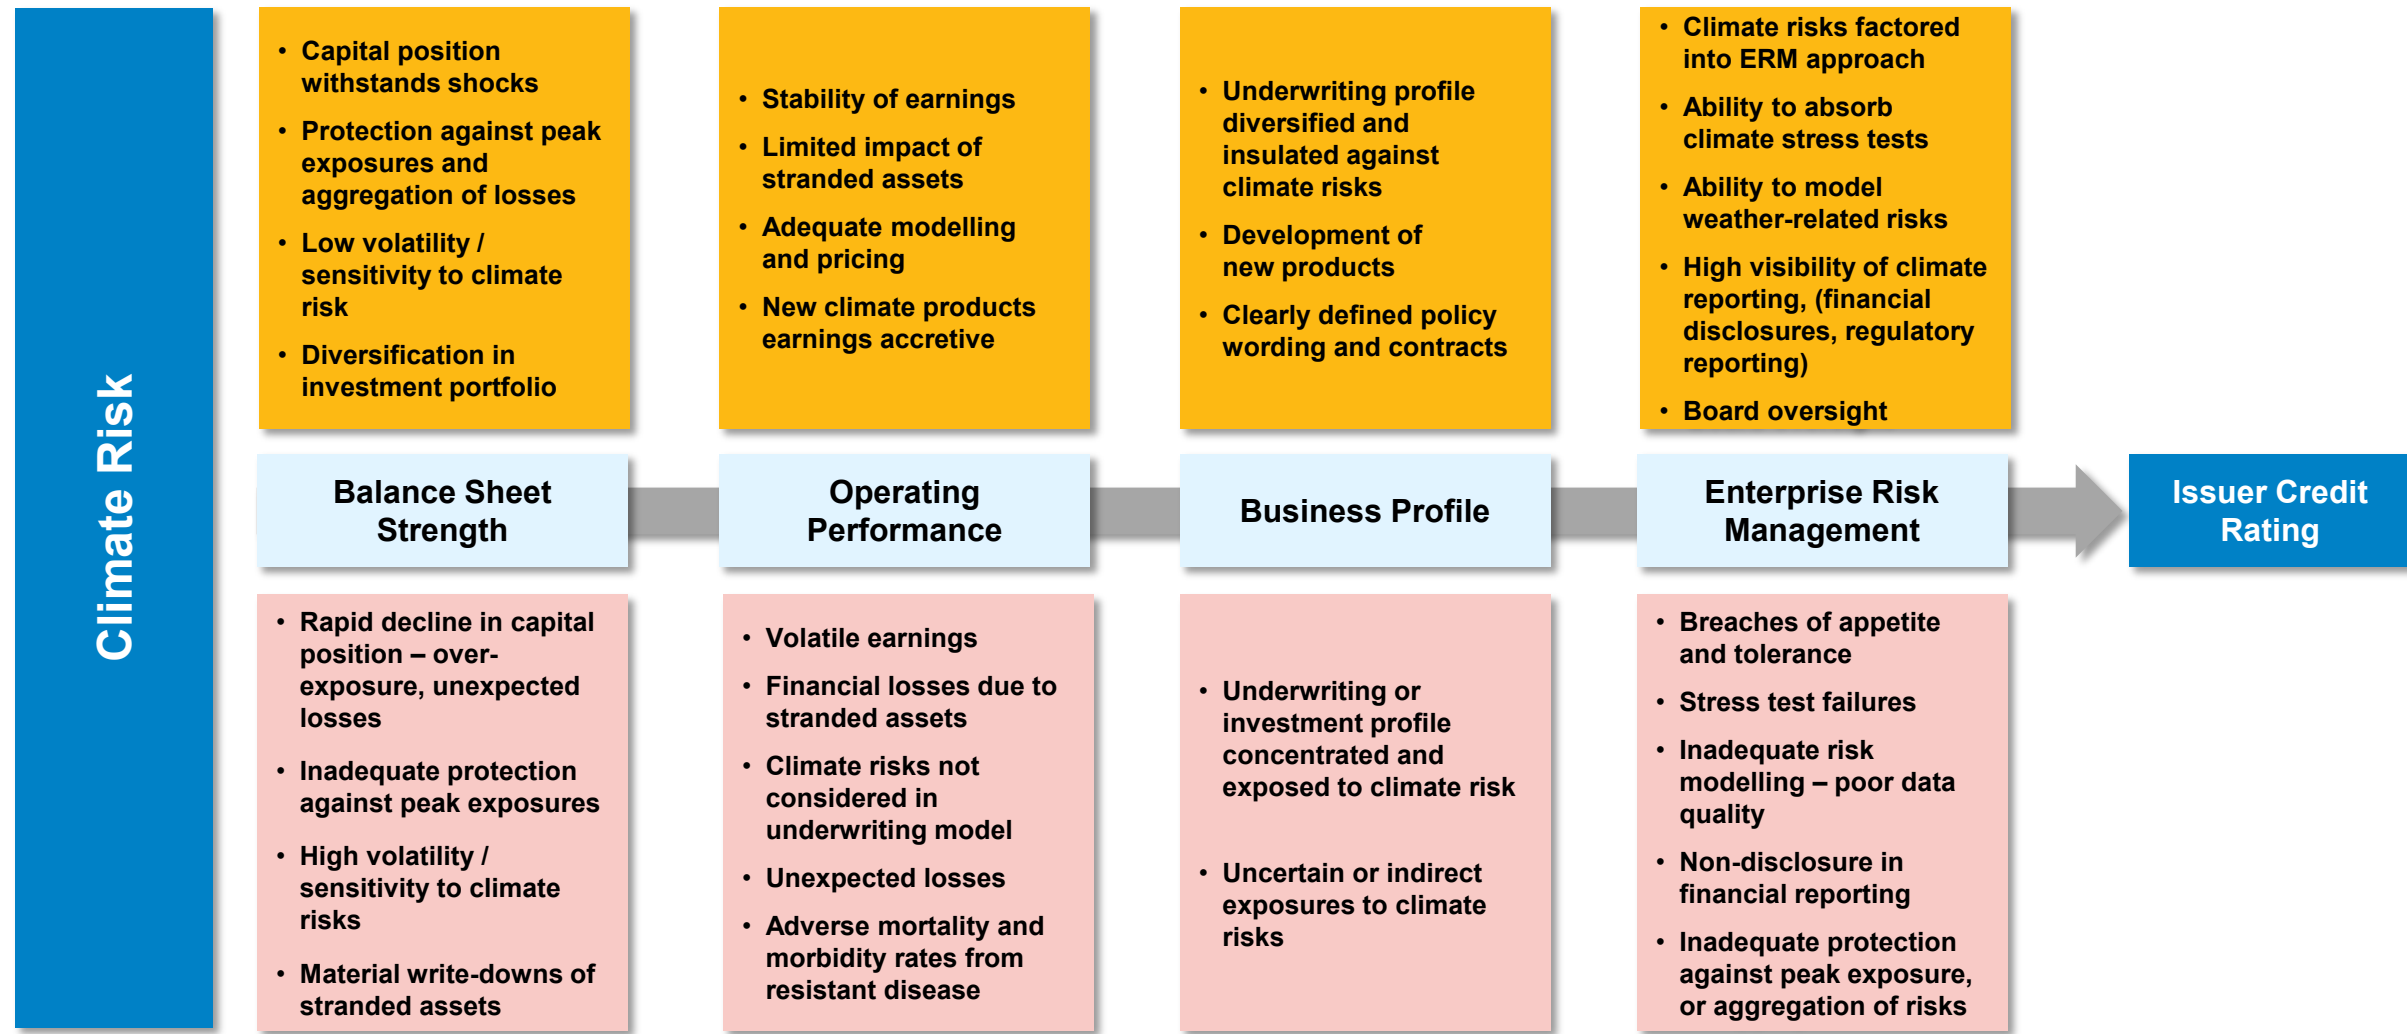 Climate Risk
• Capital position
withstands shocks
• Protection against peak
exposures and
aggregation of losses
• Low volatility /
sensitivity to climate
risk
• Diversification in
investment portfolio
• Stability of earnings
• Limited impact of
stranded assets
• Adequate modelling
and pricing
• New climate products
earnings accretive
• Underwriting profile
diversified and
insulated against
climate risks
• Development of
new products
• Clearly defined policy
wording and contracts
• Climate risks factored
into ERM approach
• Ability to absorb
climate stress tests
• Ability to model
weather-related risks
• High visibility of climate
reporting, (financial
disclosures, regulatory
reporting)
• Board oversight
Balance Sheet
Strength
Operating
Performance
Business Profile
Enterprise Risk
Management
Issuer Credit
Rating
• Rapid decline in capital
position – over-
exposure, unexpected
losses
• Inadequate protection
against peak exposures
• High volatility /
sensitivity to climate
risks
• Material write-downs of
stranded assets
• Volatile earnings
• Financial losses due to
stranded assets
• Climate risks not
considered in
underwriting model
• Unexpected losses
• Adverse mortality and
morbidity rates from
resistant disease
• Underwriting or
investment profile
concentrated and
exposed to climate risk
• Uncertain or indirect
exposures to climate
risks
• Breaches of appetite
and tolerance
• Stress test failures
• Inadequate risk
modelling – poor data
quality
• Non-disclosure in
financial reporting
• Inadequate protection
against peak exposure,
or aggregation of risks